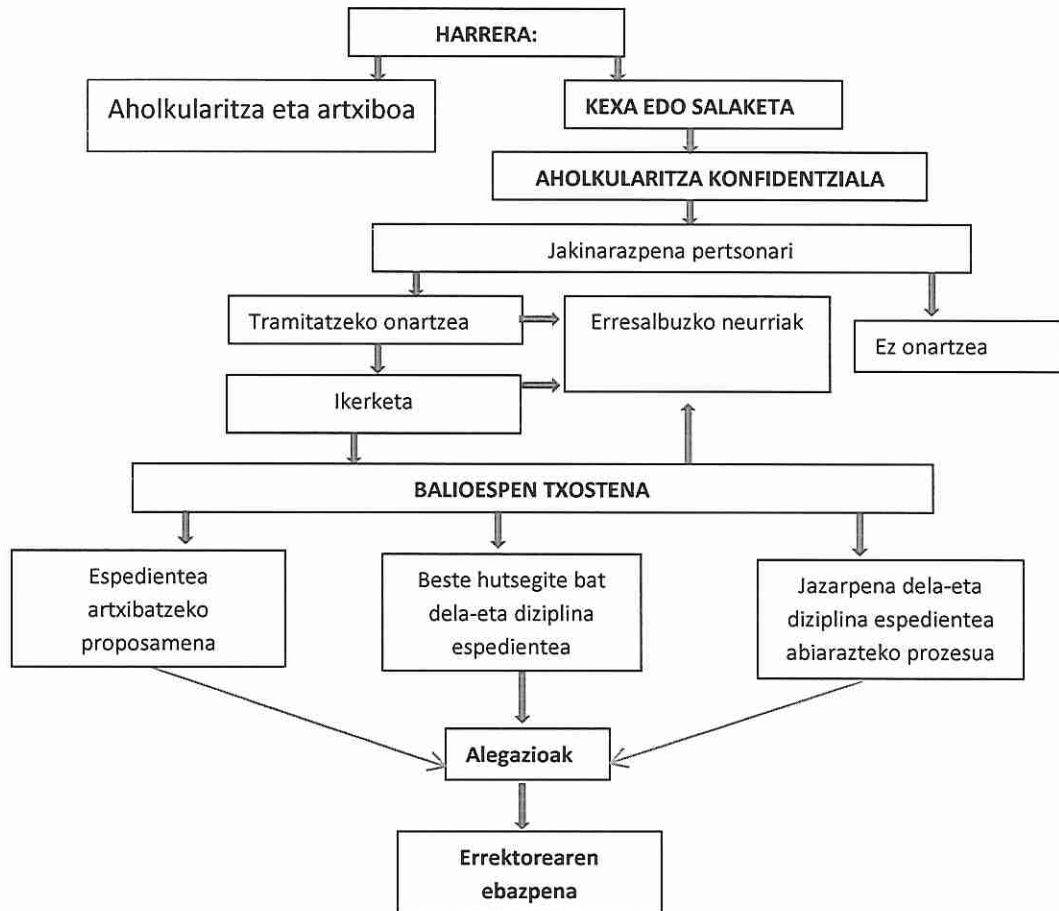 HARRERA:
Aholkularitza eta artxiboa
KEXA EDO SALAKETA
AHOLKULARITZA KONFIDENTZIALA
Jakinarazpena pertsonari
Tramitatzeko onartzea
Erresalbuzko neurriak
Ez onartzea
Ikerketa
BALIOESPEN TXOSTENA
Espedientea
artxibatzeko
proposamena
Beste hutsegite bat
dela-eta diziplina
espedientea
Jazarpena dela-eta
diziplina espedientea
abiarazteko prozesua
Alegazioak
Errektorearen
ebazpena